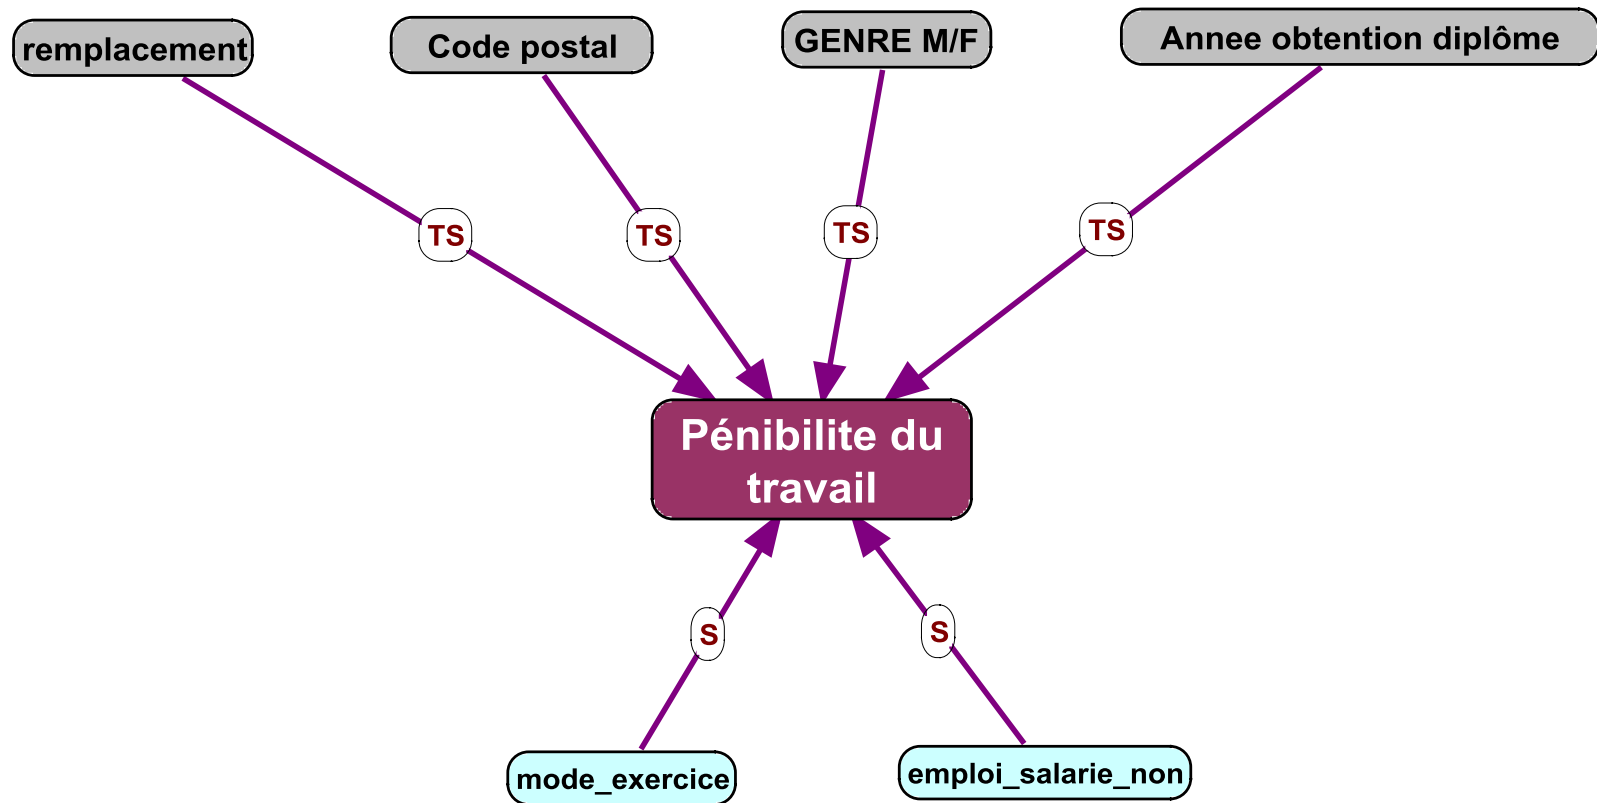 remplacement
Code postal
GENRE M/F
Annee obtention diplôme
TS
TS
TS
TS
Pénibilite du
travail
S
S
mode_exercice
emploi_salarie_non